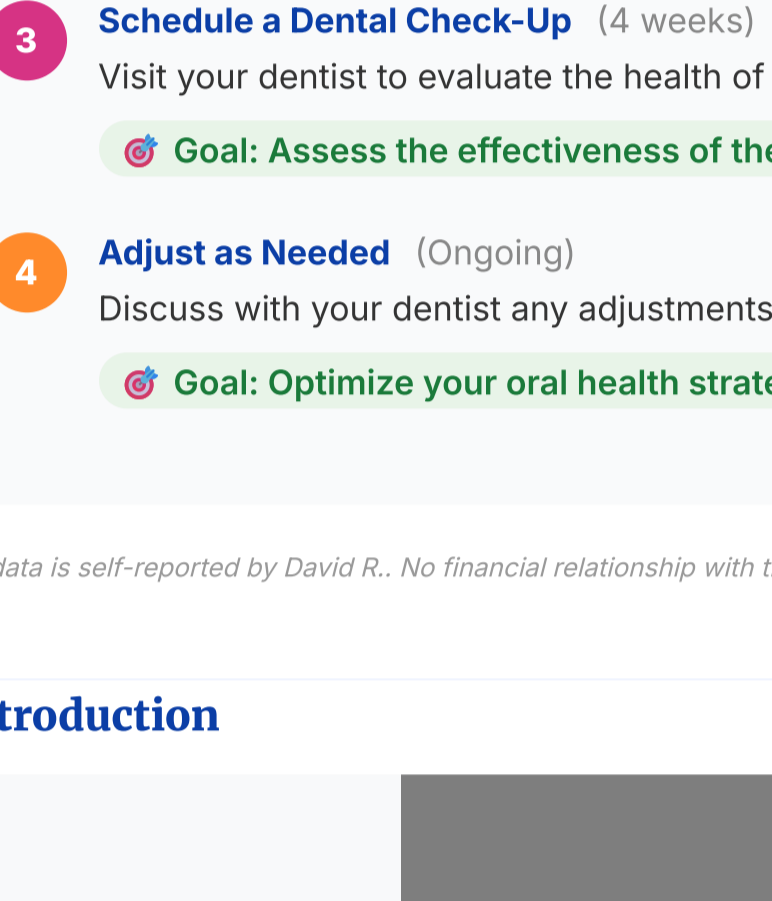 3
Schedule a Dental Check-Up (4 weeks)
Visit your dentist to evaluate the health of
Goal: Assess the effectiveness of the
4
Adjust as Needed (Ongoing)
Discuss with your dentist any adjustments
Goal: Optimize your oral health strate
data is self-reported by David R.. No financial relationship with t
troduction